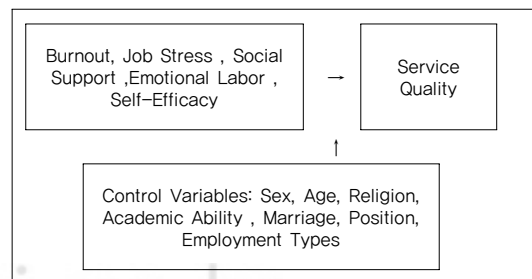 Burnout, Job Stress , Social
Support ,Emotional Labor ,
Self-Efficacy
→
Service
Quality
↑
Control Variables: Sex, Age, Religion,
Academic Ability , Marriage, Position,
Employment Types